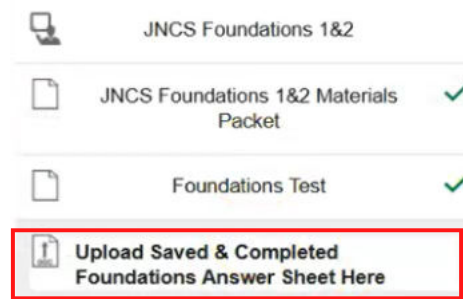 JNCS Foundations 1&2
JNCS Foundations 1&2 Materials
Packet
Foundations Test
Upload Saved & Completed
Foundations Answer Sheet Here